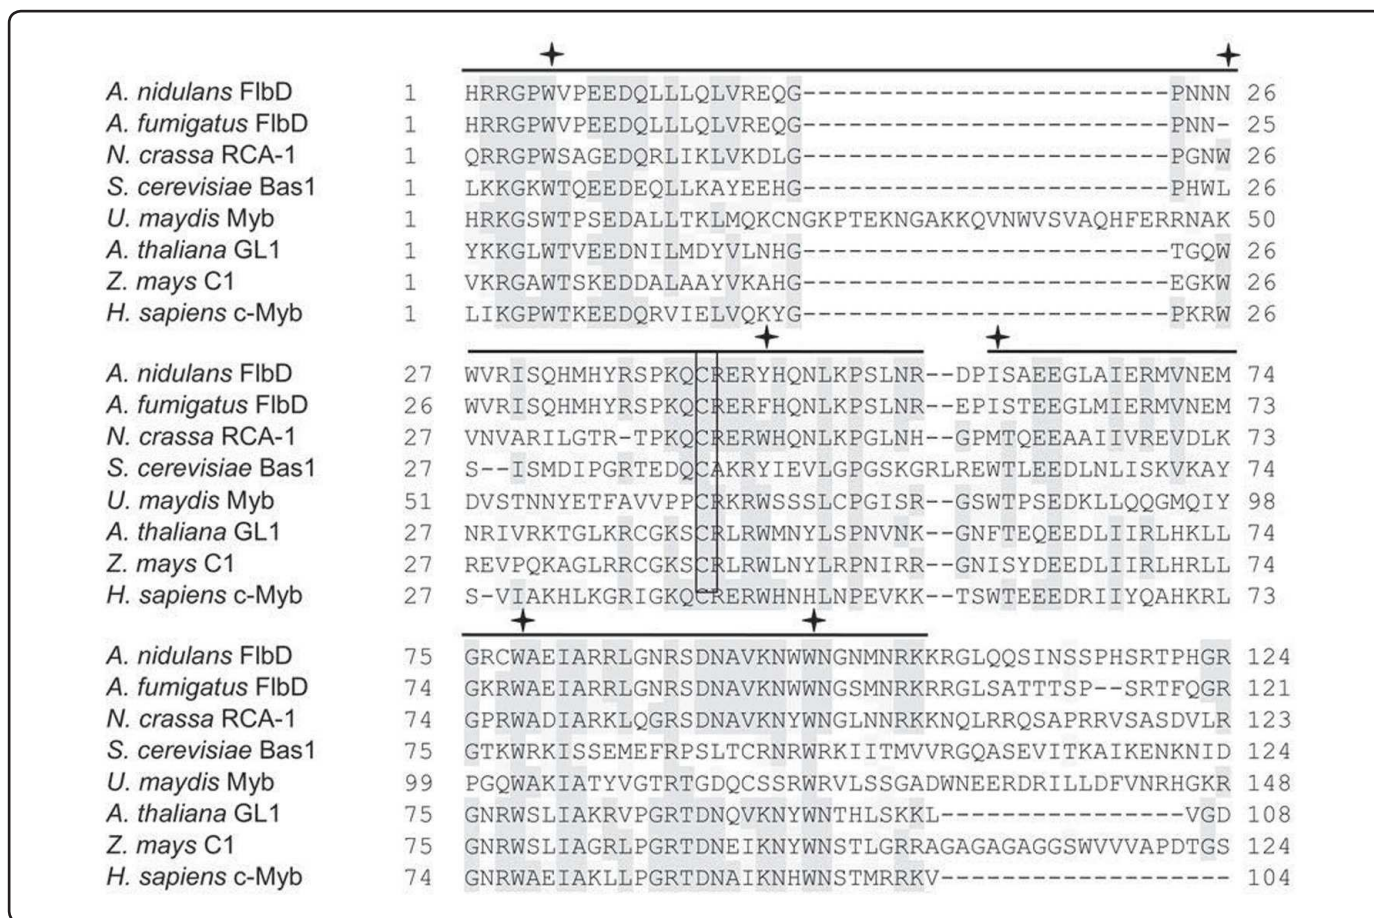 A. nidulans FlbD 1 HRRGPWVPEEDQLLLQLVREQG------------------------PNNN 26
A. fumigatus FlbD 1 HRRGPWVPEEDQLLLQLVREQG------------------------PNN- 25
N. crassa RCA-1 1 QRRGPWSAGEDQRLIKLVKDLG------------------------PGNW 26
S. cerevisiae Bas1 1 LKKGKWTQEEDEQLLKAYEEHG------------------------PHWL 26
U. maydis Myb 1 HRKGSWTPSEDALLTKLMQKCNGKPTEKNGAKKQVNWVSVAQHFERRNAK 50
A. thaliana GL1 1 YKKGLWTVEEDNILMDYVLNHG------------------------TGQW 26
Z. mays C1 1 VKRGAWTSKEDDALAAYVKAHG------------------------EGKW 26
H. sapiens c-Myb 1 LIKGPWTKEEDQRVIELVQKYG------------------------PKRW 26
A. nidulans FlbD 27 WVRISQHMHYRSPKQCRERYHQNLKPSLNR--DPISAEEGLAIERMVNEM 74
A. fumigatus FlbD 26 WVRISQHMHYRSPKQCRERFHQNLKPSLNR--EPISTEEGLMIERMVNEM 73
N. crassa RCA-1 27 VNVARILGTR-TPKQCRERWHQNLKPGLNH--GPMTQEEAAIIVREVDLK 73
S. cerevisiae Bas1 27 S--ISMDIPGRTEDQCAKRYIEVLGPGSKGRLREWTLEEDLNLISKVKAY 74
U. maydis Myb 51 DVSTNNYETFAVVPPCRKRWSSSLCPGISR--GSWTPSEDKLLQQGMQIY 98
A. thaliana GL1 27 NRIVRKTGLKRCGKSCRLRWMNYLSPNVNK--GNFTEQEEDLIIRLHKLL 74
Z. mays C1 27 REVPQKAGLRRCGKSCRLRWLNYLRPNIRR--GNISYDEEDLIIRLHRLL 74
H. sapiens c-Myb 27 S-VIAKHLKGRIGKQCRERWHNHLNPEVKK--TSWTEEEDRIIYQAHKRL 73
A. nidulans FlbD 75 GRCWAEIARRLGNRSDNAVKNWWNGNMNRKKRGLQQSINSSPHSRTPHGR 124
A. fumigatus FlbD 74 GKRWAEIARRLGNRSDNAVKNWWNGSMNRKRRGLSATTTSP--SRTFQGR 121
N. crassa RCA-1 74 GPRWADIARKLQGRSDNAVKNYWNGLNNRKKNQLRRQSAPRRVSASDVLR 123
S. cerevisiae Bas1 75 GTKWRKISSEMEFRPSLTCRNRWRKIITMVVRGQASEVITKAIKENKNID 124
U. maydis Myb 99 PGQWAKIATYVGTRTGDQCSSRWRVLSSGADWNEERDRILLDFVNRHGKR 148
A. thaliana GL1 75 GNRWSLIAKRVPGRTDNQVKNYWNTHLSKKL----------------VGD 108
Z. mays C1 75 GNRWSLIAGRLPGRTDNEIKNYWNSTLGRRAGAGAGAGGSWVVVAPDTGS 124
H. sapiens c-Myb 74 GNRWAEIAKLLPGRTDNAIKNHWNSTMRRKV------------------- 104